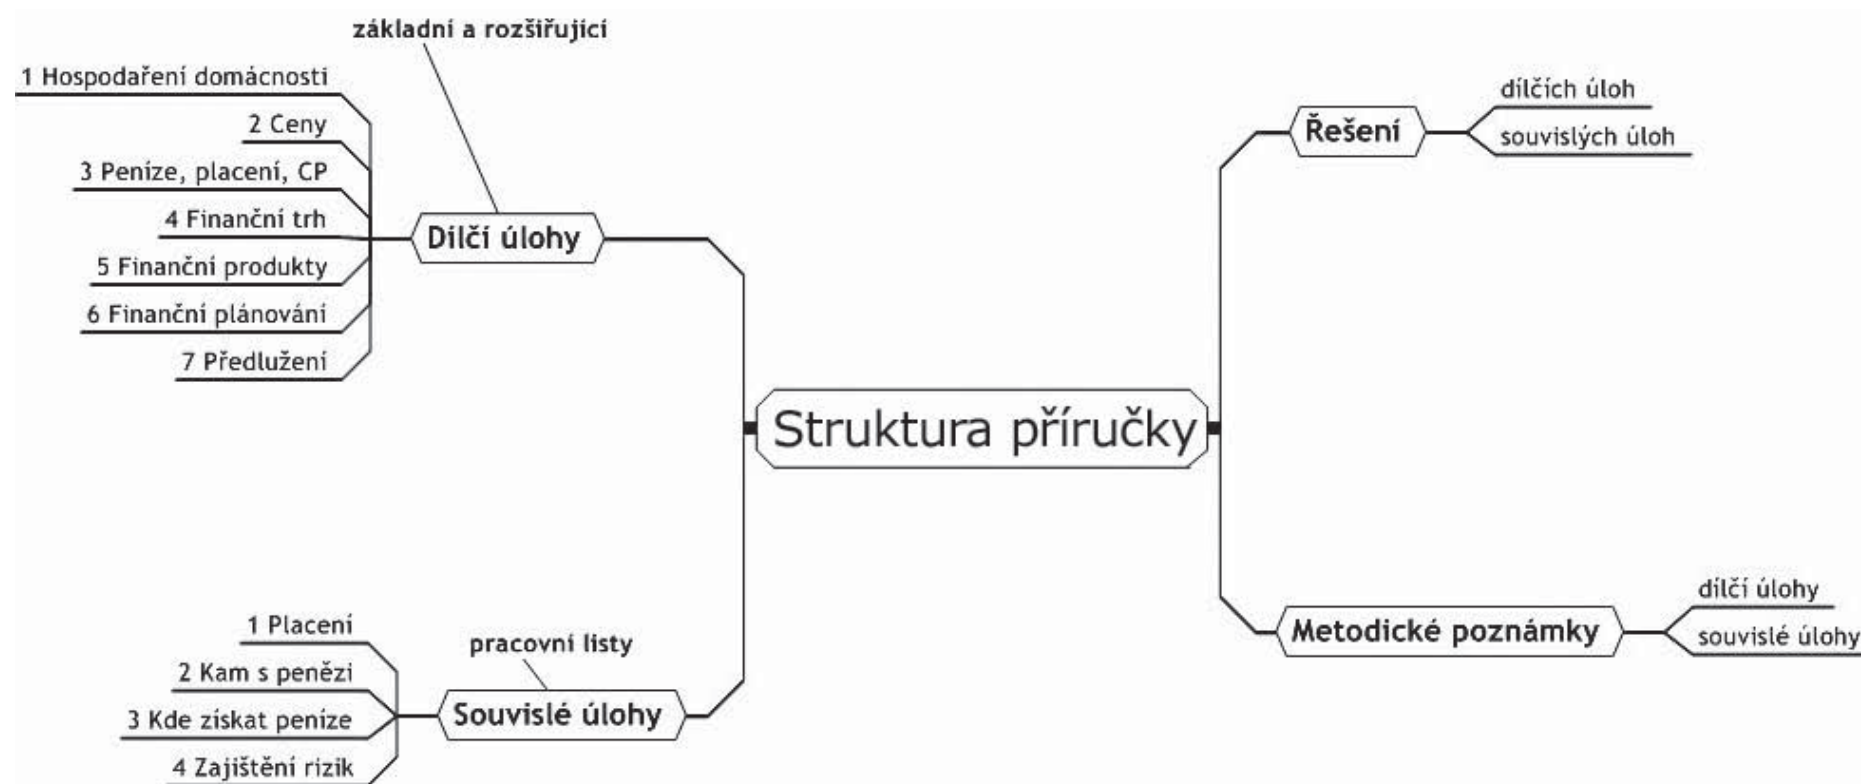 základní a rozšiřující
1 Hospodaření domácnosti
2 Ceny
3 Peníze, placení, CP
4 Finanční trh
5 Finanční produkty
6 Finanční plánování
7 Předlužení
Dílčí úlohy
Struktura příručky
Řešení
dílčích úloh
souvislých úloh
Metodické poznámky
dílčí úlohy
souvislé úlohy
pracovní listy
1 Placení
2 Kam s penězi
3 Kde získat peníze
4 Zajištění rizik
Souvislé úlohy